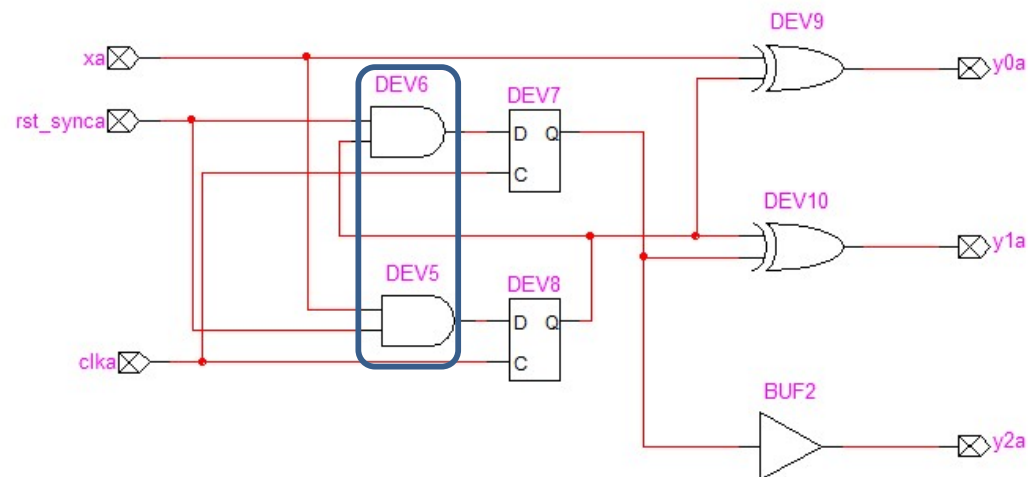 DEV9
xa
y0a
DEV6
DEV7
rst_synca
D Q
C
DEV10
y1a
DEV5
DEV8
D Q
C
clka
BUF2
y2a